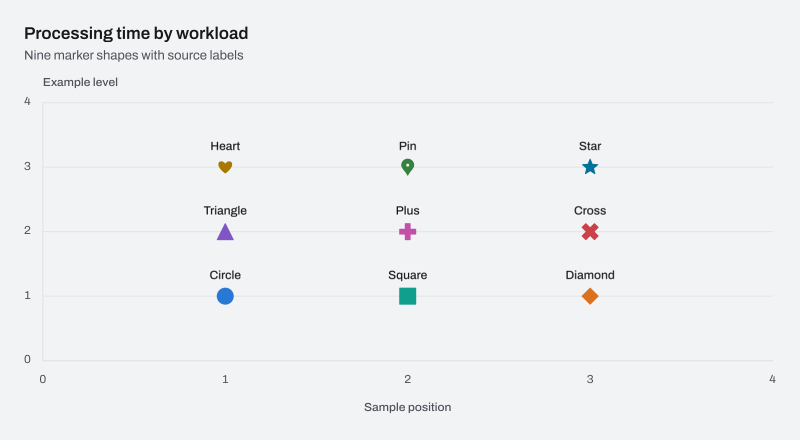 Processing time by workload
Nine marker shapes with source labels
Example level
4
Heart Pin Star
3
Triangle Plus Cross
2
Circle Square Diamond
1
0
0 1 2 3 4
Sample position